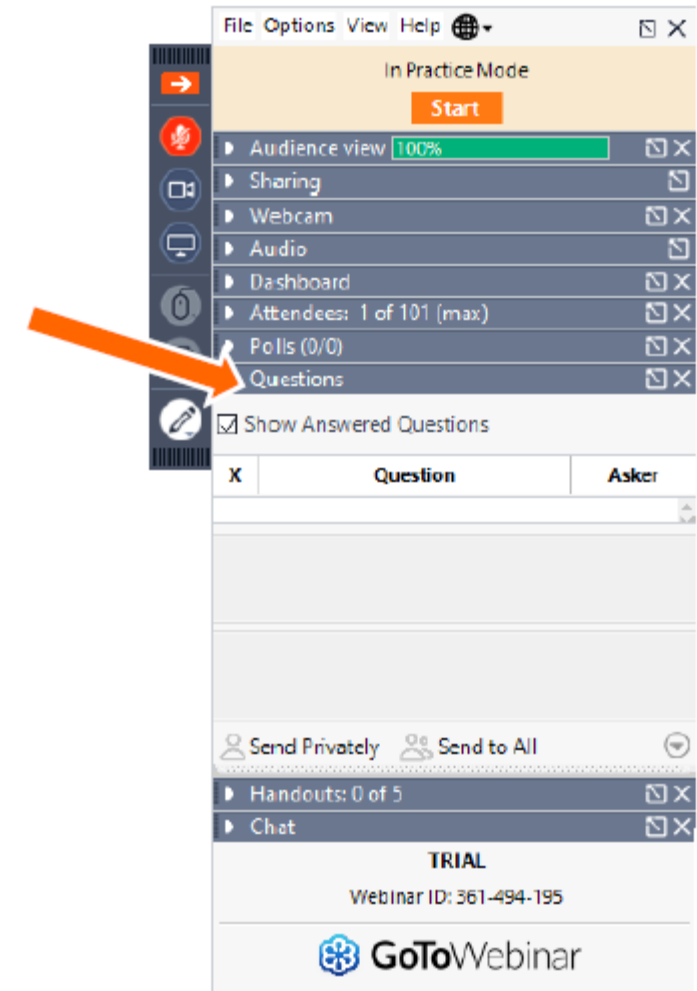 File Options View Help
In Practice Mode
Start
Audience view 100%
Sharing
Webcam
Audio
Dashboard
Attendees: 1 of 101 (max)
Polls (0/0)
Questions
Show Answered Questions
X Question Asker
Send Privately Send to All
Handouts: 0 of 5
Chat
TRIAL
Webinar ID: 361-494-195
GoToWebinar